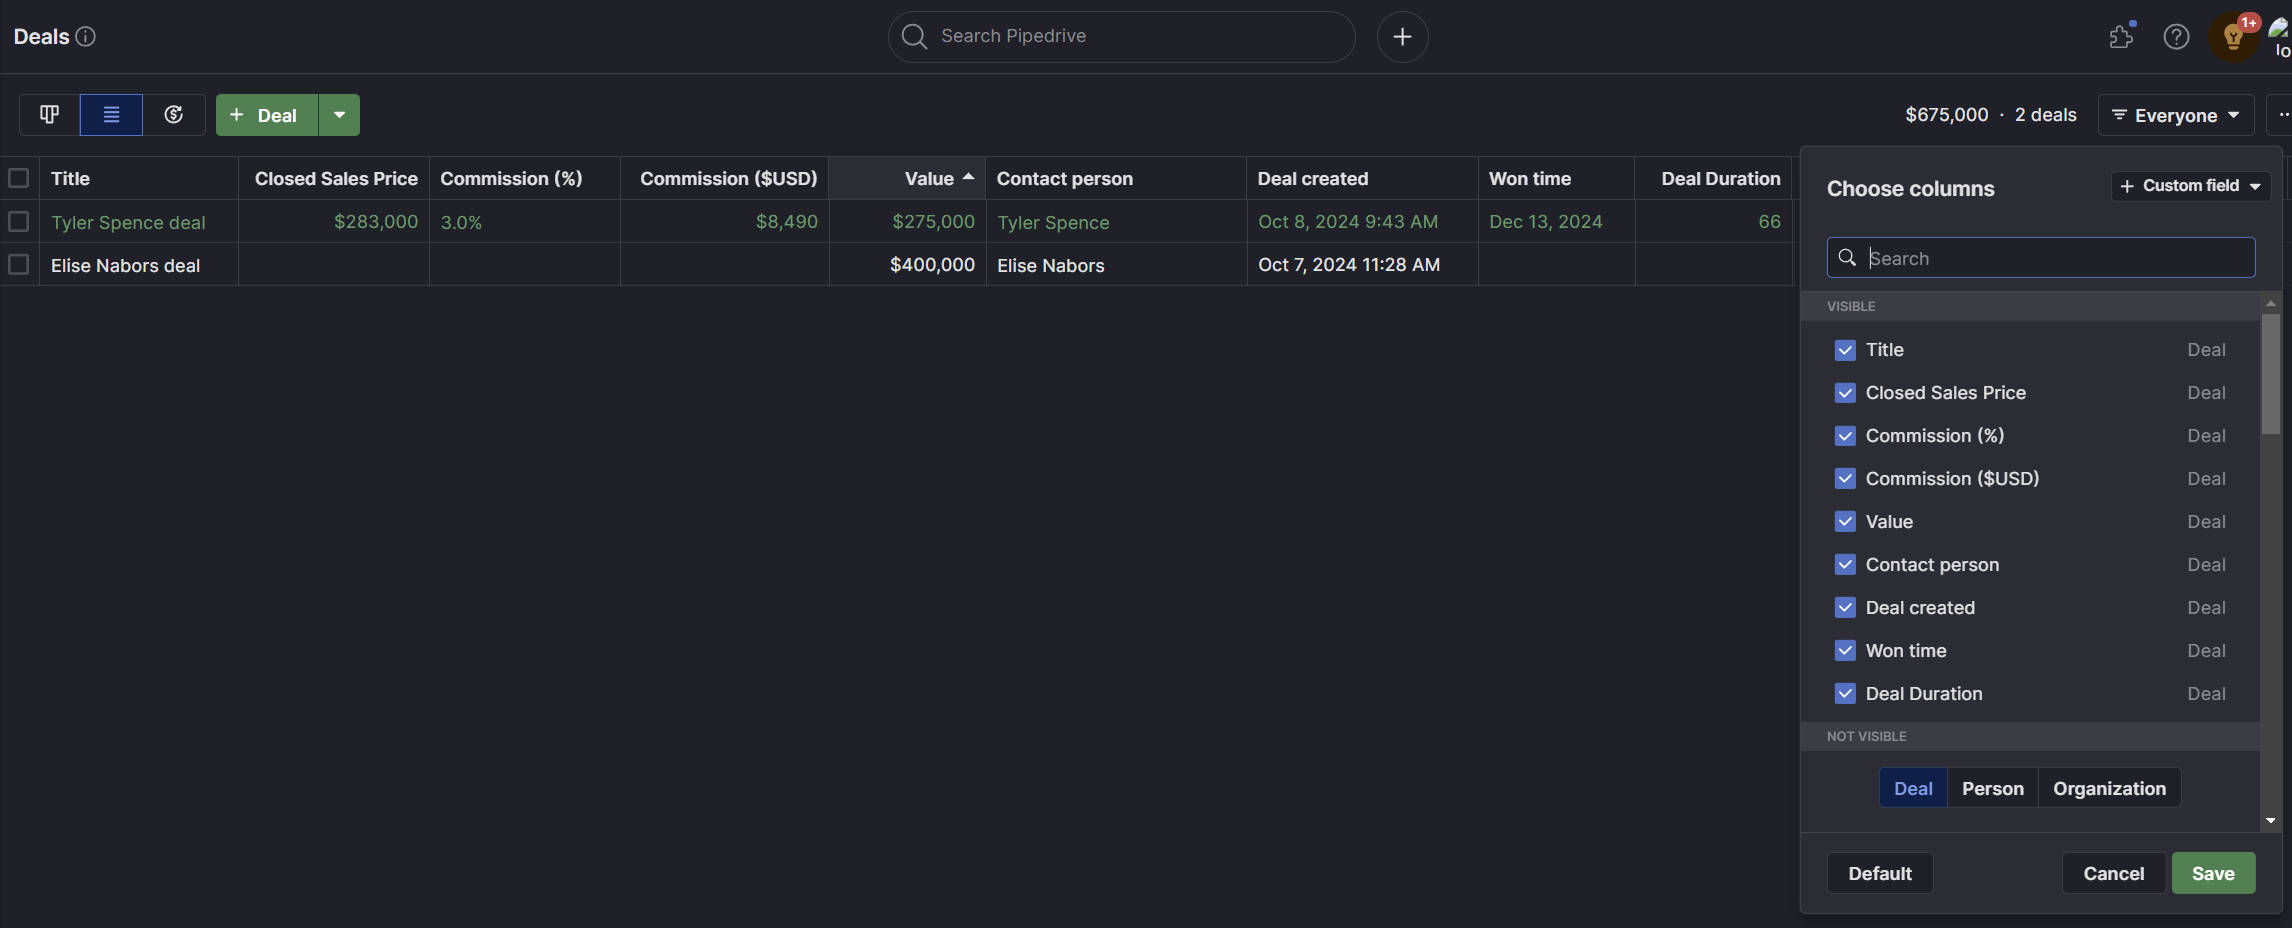 Deals
Search Pipedrive
1+
lo
Deal
$675,000 · 2 deals
Everyone
Title Closed Sales Price Commission (%) Commission ($USD) Value Contact person Deal created Won time Deal Duration
Tyler Spence deal $283,000 3.0% $8,490 $275,000 Tyler Spence Oct 8, 2024 9:43 AM Dec 13, 2024 66
Elise Nabors deal $400,000 Elise Nabors Oct 7, 2024 11:28 AM
Choose columns
Custom field
Search
VISIBLE
Title Deal
Closed Sales Price Deal
Commission (%) Deal
Commission ($USD) Deal
Value Deal
Contact person Deal
Deal created Deal
Won time Deal
Deal Duration Deal
NOT VISIBLE
Deal Person Organization
Default Cancel Save